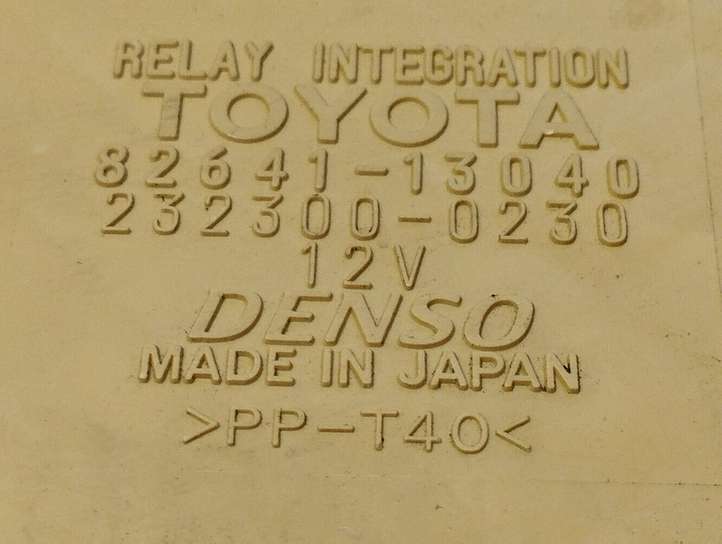 RELAY INTEGRATION
TOYOTA
82641-13040
232300-0230
12V
DENSO
MADE IN JAPAN
>PP-T40<